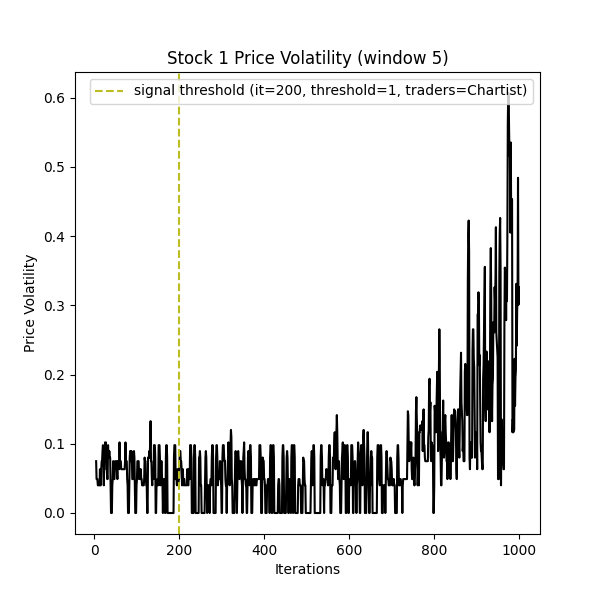 Stock 1 Price Volatility (window 5)
signal threshold (it=200, threshold=1, traders=Chartist)
0.6
0.5
0.4
0.3
0.2
0.1
0.0
Price Volatility
0 200 400 600 800 1000
Iterations